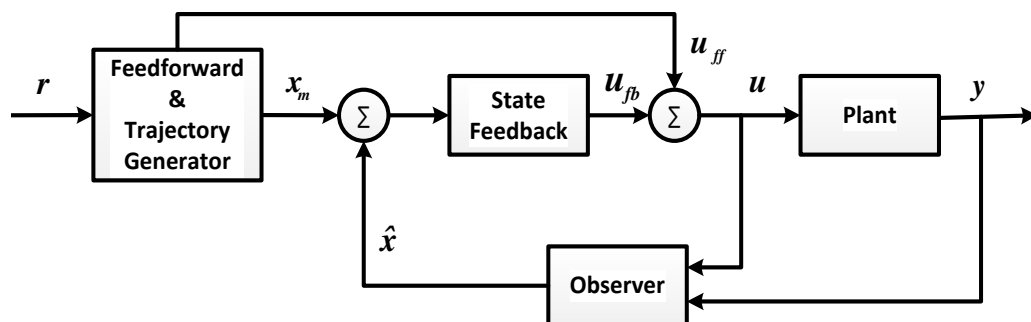 r
Feedforward
&
Trajectory
Generator
x_m
Σ
State
Feedback
u_fb
u_ff
Σ
u
Plant
y
x̂
Observer